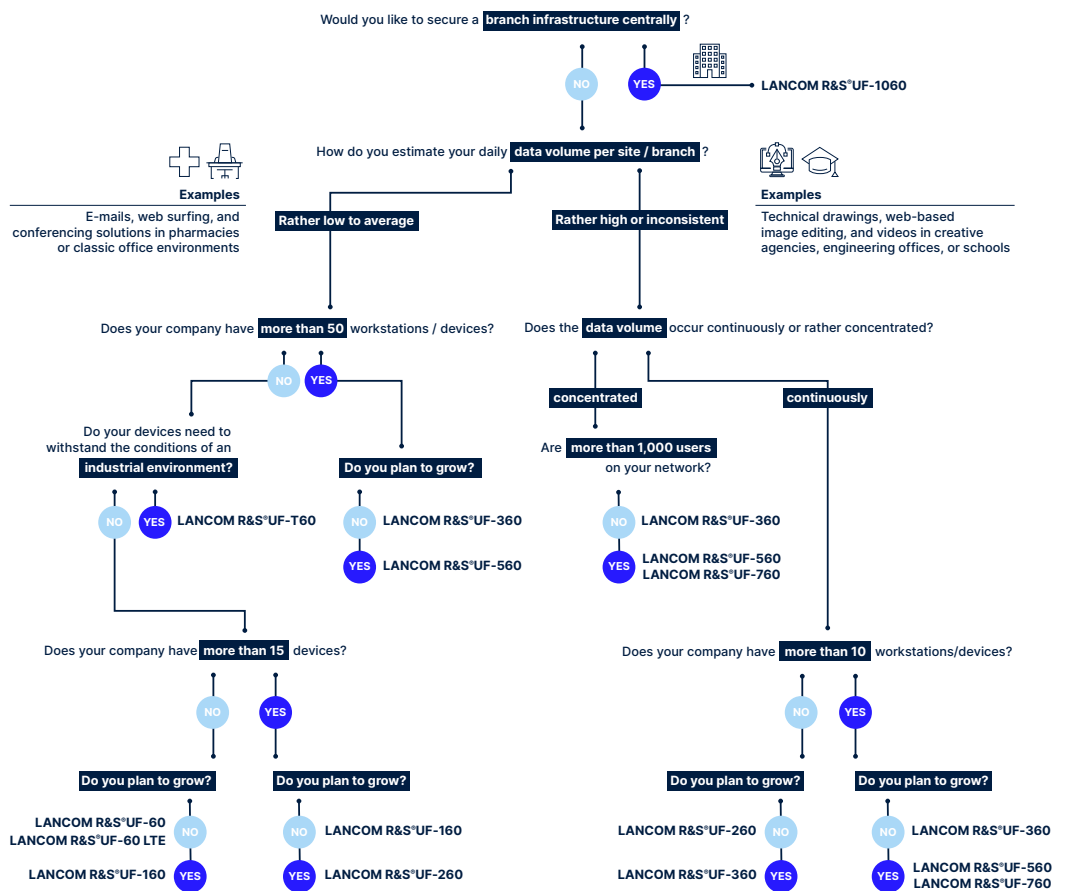 Would you like to secure a branch infrastructure centrally ?
NO
YES
LANCOM R&S®UF-1060
How do you estimate your daily data volume per site / branch ?
Examples
E-mails, web surfing, and
conferencing solutions in pharmacies
or classic office environments
Examples
Technical drawings, web-based
image editing, and videos in creative
agencies, engineering offices, or schools
Rather low to average
Rather high or inconsistent
Does your company have more than 50 workstations / devices?
Does the data volume occur continuously or rather concentrated?
NO
YES
concentrated
continuously
Do your devices need to
withstand the conditions of an
industrial environment?
Do you plan to grow?
Are more than 1,000 users
on your network?
NO
YES
LANCOM R&S®UF-T60
NO
LANCOM R&S®UF-360
YES
LANCOM R&S®UF-560
NO
LANCOM R&S®UF-360
YES
LANCOM R&S®UF-560
LANCOM R&S®UF-760
Does your company have more than 15 devices?
Does your company have more than 10 workstations/devices?
NO
YES
NO
YES
Do you plan to grow?
Do you plan to grow?
Do you plan to grow?
Do you plan to grow?
LANCOM R&S®UF-60
LANCOM R&S®UF-60 LTE
NO
LANCOM R&S®UF-160
YES
NO
LANCOM R&S®UF-160
YES
LANCOM R&S®UF-260
LANCOM R&S®UF-260
NO
LANCOM R&S®UF-360
YES
NO
LANCOM R&S®UF-360
YES
LANCOM R&S®UF-560
LANCOM R&S®UF-760